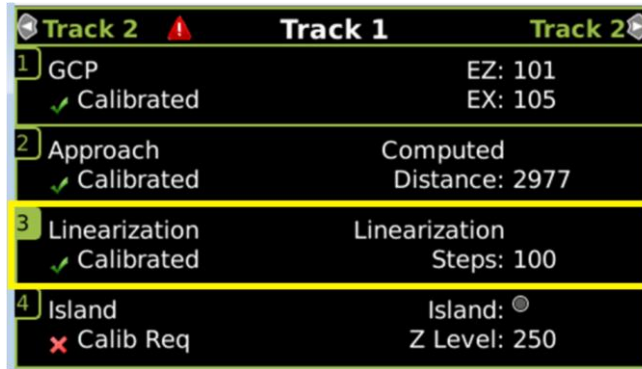 Track 2 Track 1 Track 2
1 GCP EZ: 101
Calibrated EX: 105
2 Approach Computed
Calibrated Distance: 2977
3 Linearization Linearization
Calibrated Steps: 100
4 Island Island:
Calib Req Z Level: 250